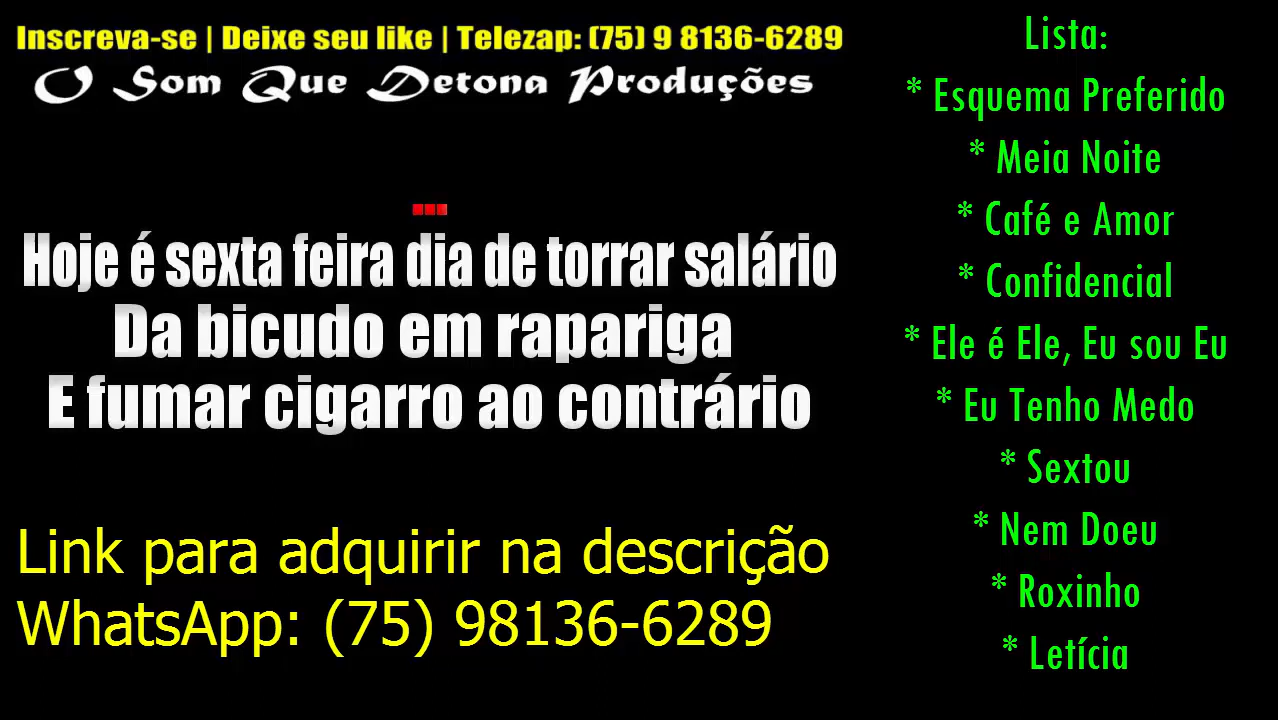 Inscreva-se | Deixe seu like | Telezap: (75) 9 8136-6289
O Som Que Detona Produções
...
Hoje é sexta feira dia de torrar salário
Da bicudo em rapariga
E fumar cigarro ao contrário
Link para adquirir na descrição
WhatsApp: (75) 98136-6289
Lista:
* Esquema Preferido
* Meia Noite
* Café e Amor
* Confidencial
* Ele é Ele, Eu sou Eu
* Eu Tenho Medo
* Sextou
* Nem Doeu
* Roxinho
* Letícia